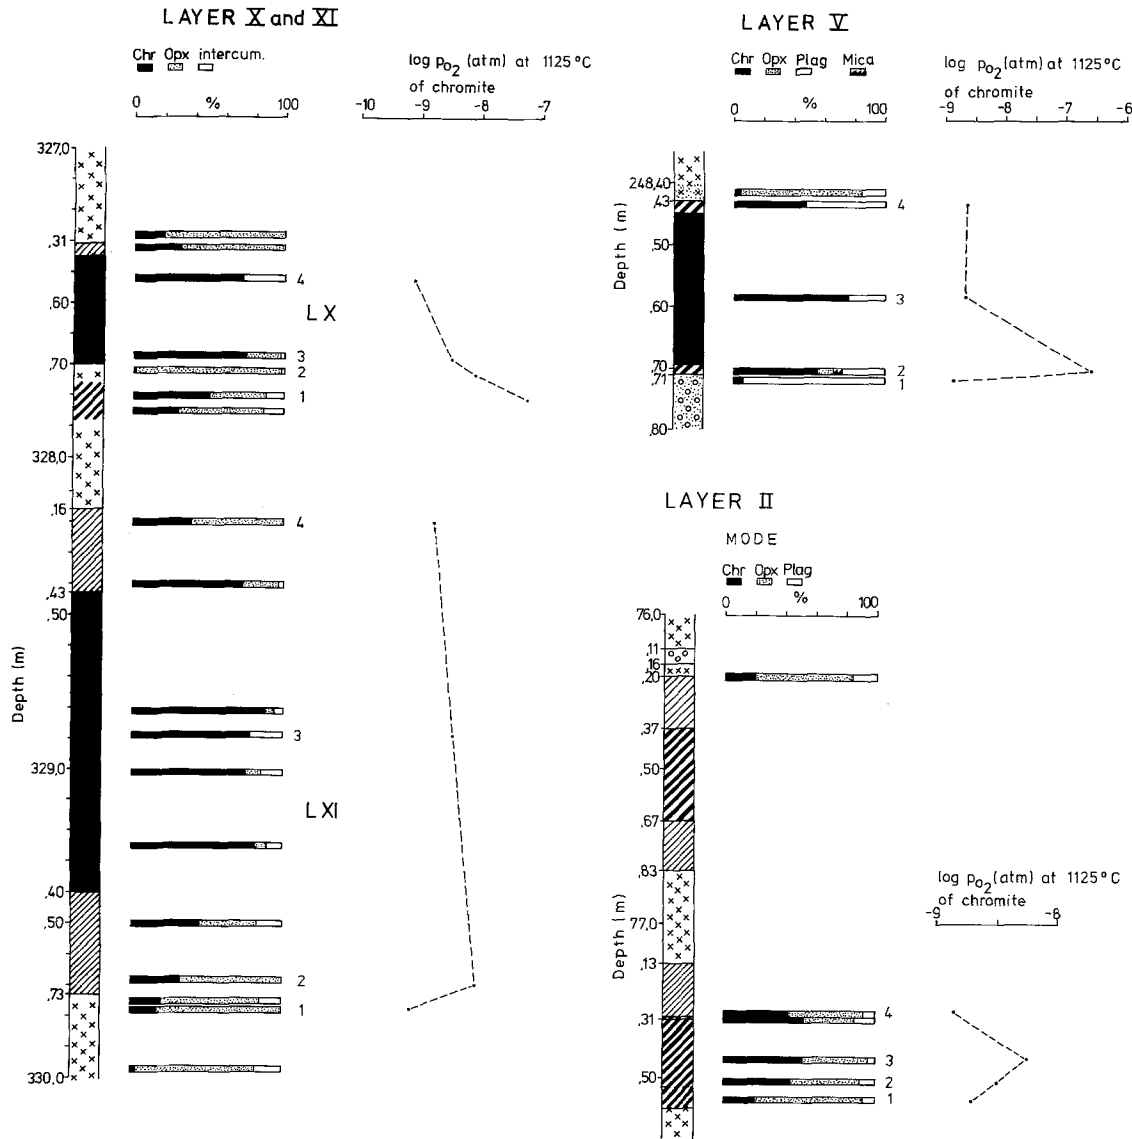 LAYER X and XI
Chr Opx intercum.
0 % 100
log pO2 (atm) at 1125°C
of chromite
-10 -9 -8 -7
327,0
,31
,60
,70
328,0
,16
,43
,50
329,0
,40
,50
,73
330,0
Depth (m)
4
3
2
1
L X
4
3
2
1
L XI
LAYER V
Chr Opx Plag Mica
0 % 100
log pO2 (atm) at 1125°C
of chromite
-9 -8 -7 -6
248,40
,43
,50
,60
,70
,71
,80
Depth (m)
4
3
2
1
LAYER II
MODE
Chr Opx Plag
0 % 100
76,0
,11
,16
,20
,37
,50
,67
,83
77,0
,13
,31
,50
Depth (m)
log pO2 (atm) at 1125°C
of chromite
-9 -8
4
3
2
1